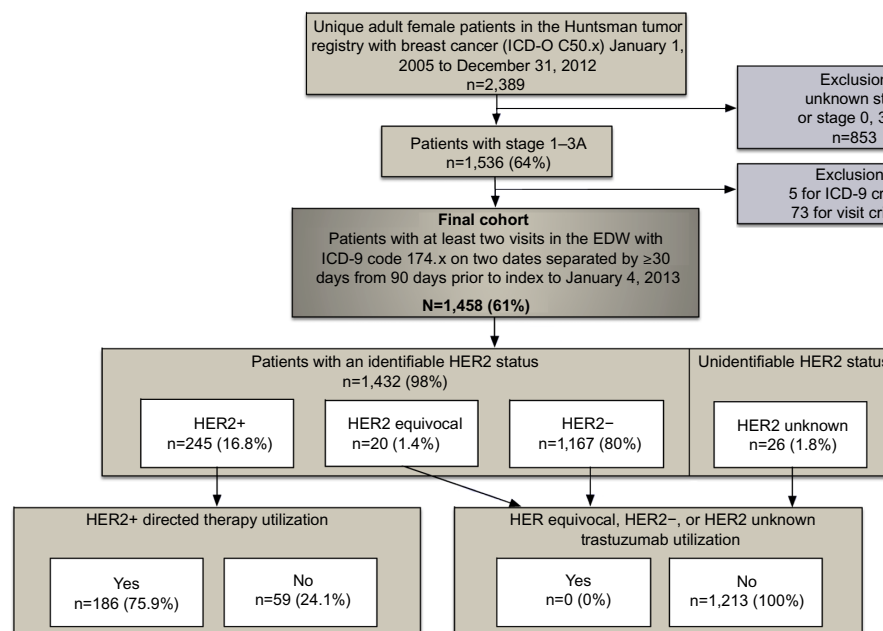 Unique adult female patients in the Huntsman tumor
registry with breast cancer (ICD-O C50.x) January 1,
2005 to December 31, 2012
n=2,389
unknown
or stage 0,
n=853
Patients with stage 1–3A
n=1,536 (64%)
5 for ICD-9
73 for visit
Final cohort
Patients with at least two visits in the EDW with
ICD-9 code 174.x on two dates separated by ≥30
days from 90 days prior to index to January 4, 2013
N=1,458 (61%)
Patients with an identifiable HER2 status
n=1,432 (98%)
Unidentifiable HER2 status
HER2+
n=245 (16.8%)
HER2 equivocal
n=20 (1.4%)
HER2−
n=1,167 (80%)
HER2 unknown
n=26 (1.8%)
HER2+ directed therapy utilization
Yes
n=186 (75.9%)
No
n=59 (24.1%)
HER equivocal, HER2−, or HER2 unknown
trastuzumab utilization
Yes
n=0 (0%)
No
n=1,213 (100%)